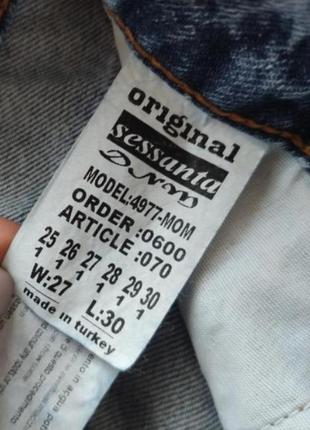 original
sessanta
DNM
MODEL:4977-MOM
ORDER :0600
ARTICLE :070
25 26 27 28 29 30
1 1 1 1 1 1
W:27 L:30
made in turkey